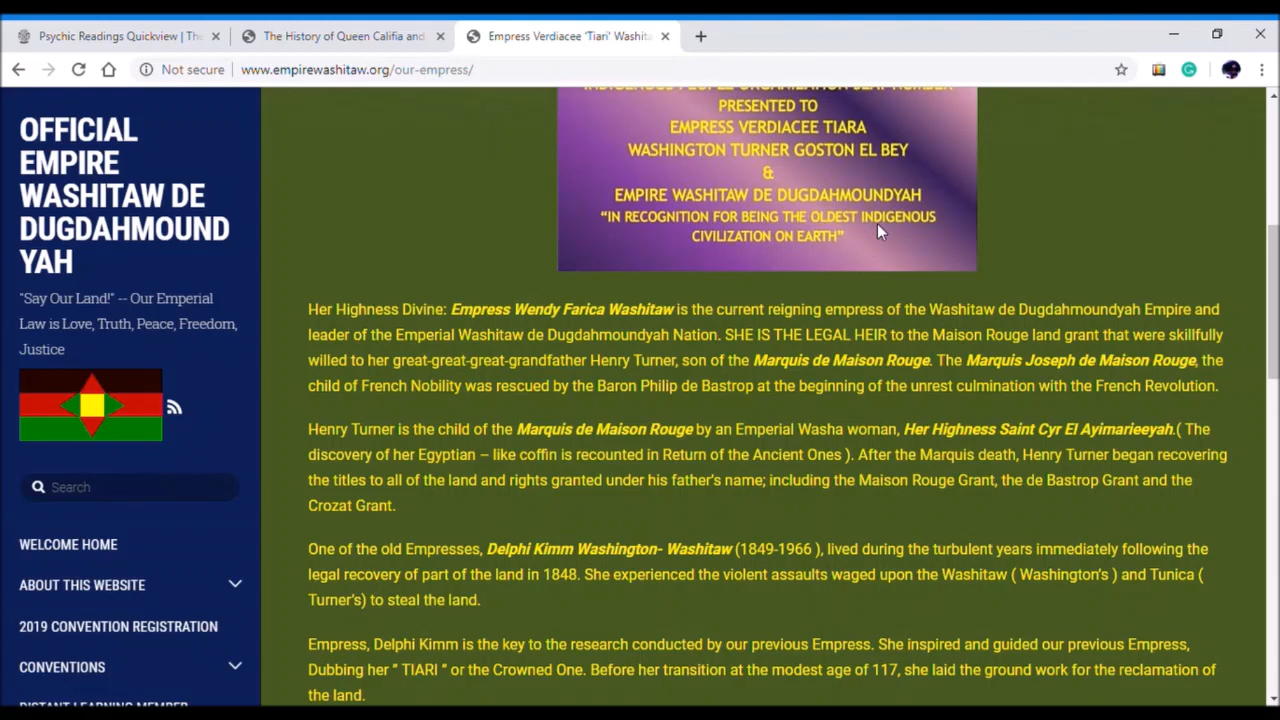 Psychic Readings Quickview | The
The History of Queen Califia and
Empress Verdiacee 'Tiari' Washita
Not secure
www.empirewashitaw.org/our-empress/
OFFICIAL
EMPIRE
WASHITAW DE
DUGDAHMOUND
YAH
"Say Our Land!" -- Our Emperial
Law is Love, Truth, Peace, Freedom,
Justice
Search
WELCOME HOME
ABOUT THIS WEBSITE
2019 CONVENTION REGISTRATION
CONVENTIONS
DISTANT LEARNING MEMBER
INDIGENOUS PEOPLE ORGANIZATION SEAT NUMBER
PRESENTED TO
EMPRESS VERDIACEE TIARA
WASHINGTON TURNER GOSTON EL BEY
&
EMPIRE WASHITAW DE DUGDAHMOUNDYAH
“IN RECOGNITION FOR BEING THE OLDEST INDIGENOUS
CIVILIZATION ON EARTH”
Her Highness Divine: Empress Wendy Farica Washitaw is the current reigning empress of the Washitaw de Dugdahmoundyah Empire and
leader of the Emperial Washitaw de Dugdahmoundyah Nation. SHE IS THE LEGAL HEIR to the Maison Rouge land grant that were skillfully
willed to her great-great-great-grandfather Henry Turner, son of the Marquis de Maison Rouge. The Marquis Joseph de Maison Rouge, the
child of French Nobility was rescued by the Baron Philip de Bastrop at the beginning of the unrest culmination with the French Revolution.
Henry Turner is the child of the Marquis de Maison Rouge by an Emperial Washa woman, Her Highness Saint Cyr El Ayimarieeyah.( The
discovery of her Egyptian – like coffin is recounted in Return of the Ancient Ones ). After the Marquis death, Henry Turner began recovering
the titles to all of the land and rights granted under his father’s name; including the Maison Rouge Grant, the de Bastrop Grant and the
Crozat Grant.
One of the old Empresses, Delphi Kimm Washington- Washitaw (1849-1966 ), lived during the turbulent years immediately following the
legal recovery of part of the land in 1848. She experienced the violent assaults waged upon the Washitaw ( Washington’s ) and Tunica (
Turner’s) to steal the land.
Empress, Delphi Kimm is the key to the research conducted by our previous Empress. She inspired and guided our previous Empress,
Dubbing her ” TIARI ” or the Crowned One. Before her transition at the modest age of 117, she laid the ground work for the reclamation of
the land.